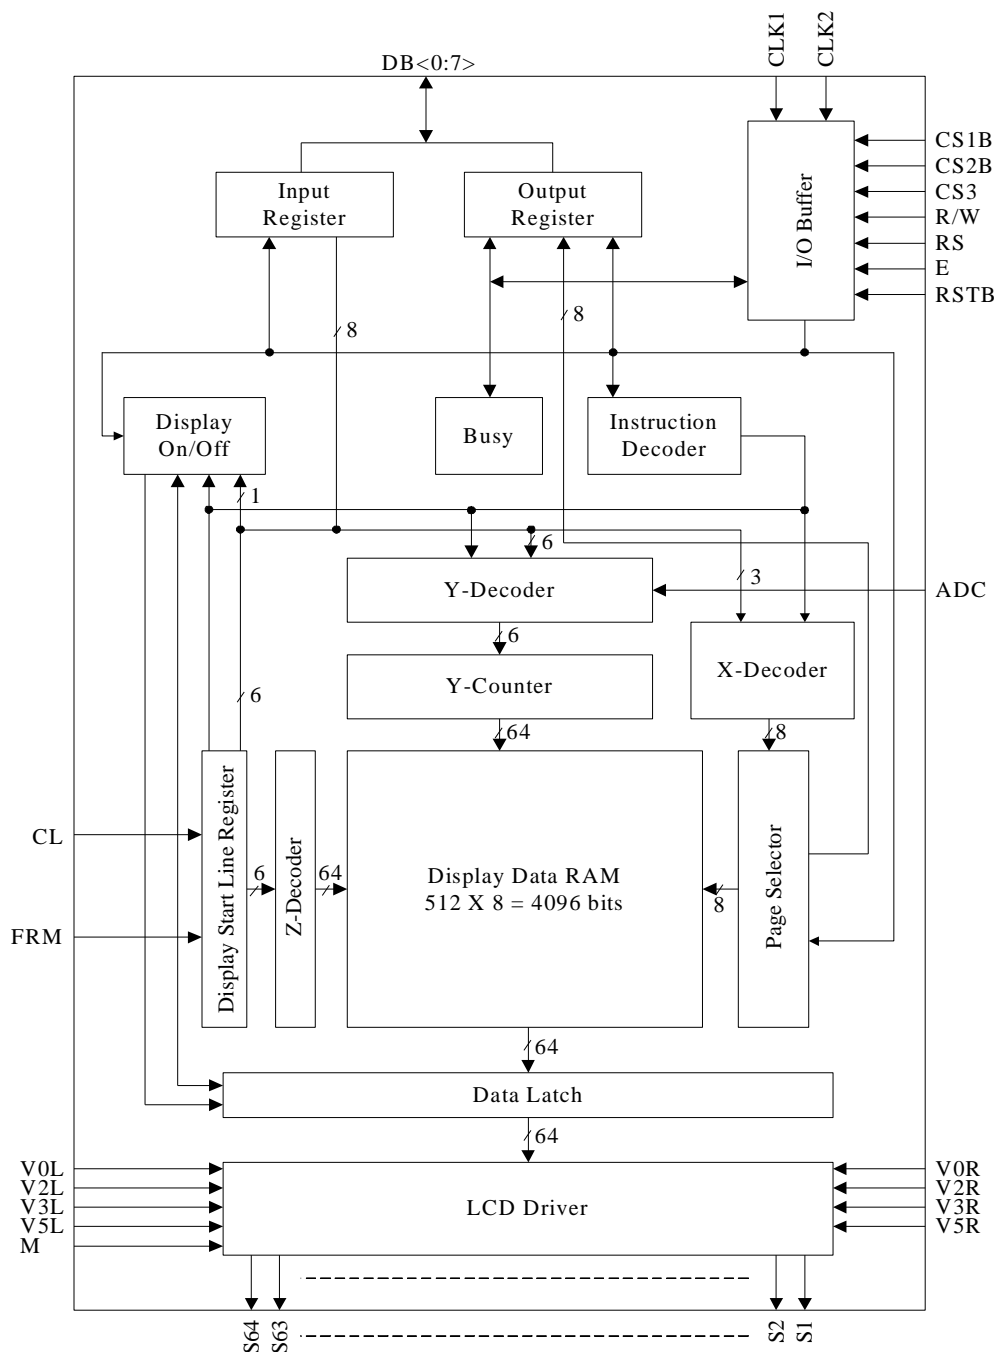 CLK1
CLK2
DB<0:7>
CS1B
CS2B
CS3
R/W
RS
E
RSTB
Input
Register
Output
Register
I/O Buffer
8
8
Display
On/Off
Busy
Instruction
Decoder
1
6
Y-Decoder
3
ADC
6
X-Decoder
Y-Counter
6
64
8
Display Start Line Register
Z-Decoder
CL
6
64
Display Data RAM
512 X 8 = 4096 bits
8
Page Selector
FRM
64
Data Latch
64
V0L
V2L
V3L
V5L
M
LCD Driver
V0R
V2R
V3R
V5R
S64
S63
S2
S1